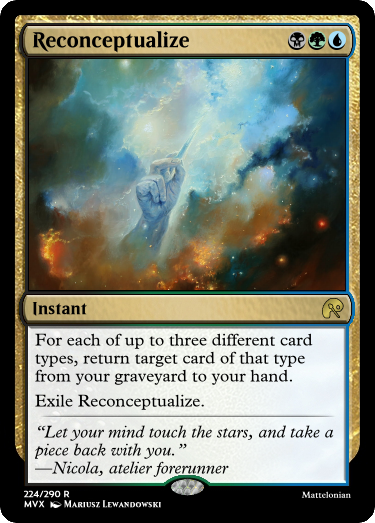 Reconceptualize
Instant
For each of up to three different card
types, return target card of that type
from your graveyard to your hand.
Exile Reconceptualize.
“Let your mind touch the stars, and take a
piece back with you.”
—Nicola, atelier forerunner
224/290 R
MVX Mariusz Lewandowski
Mattelonian